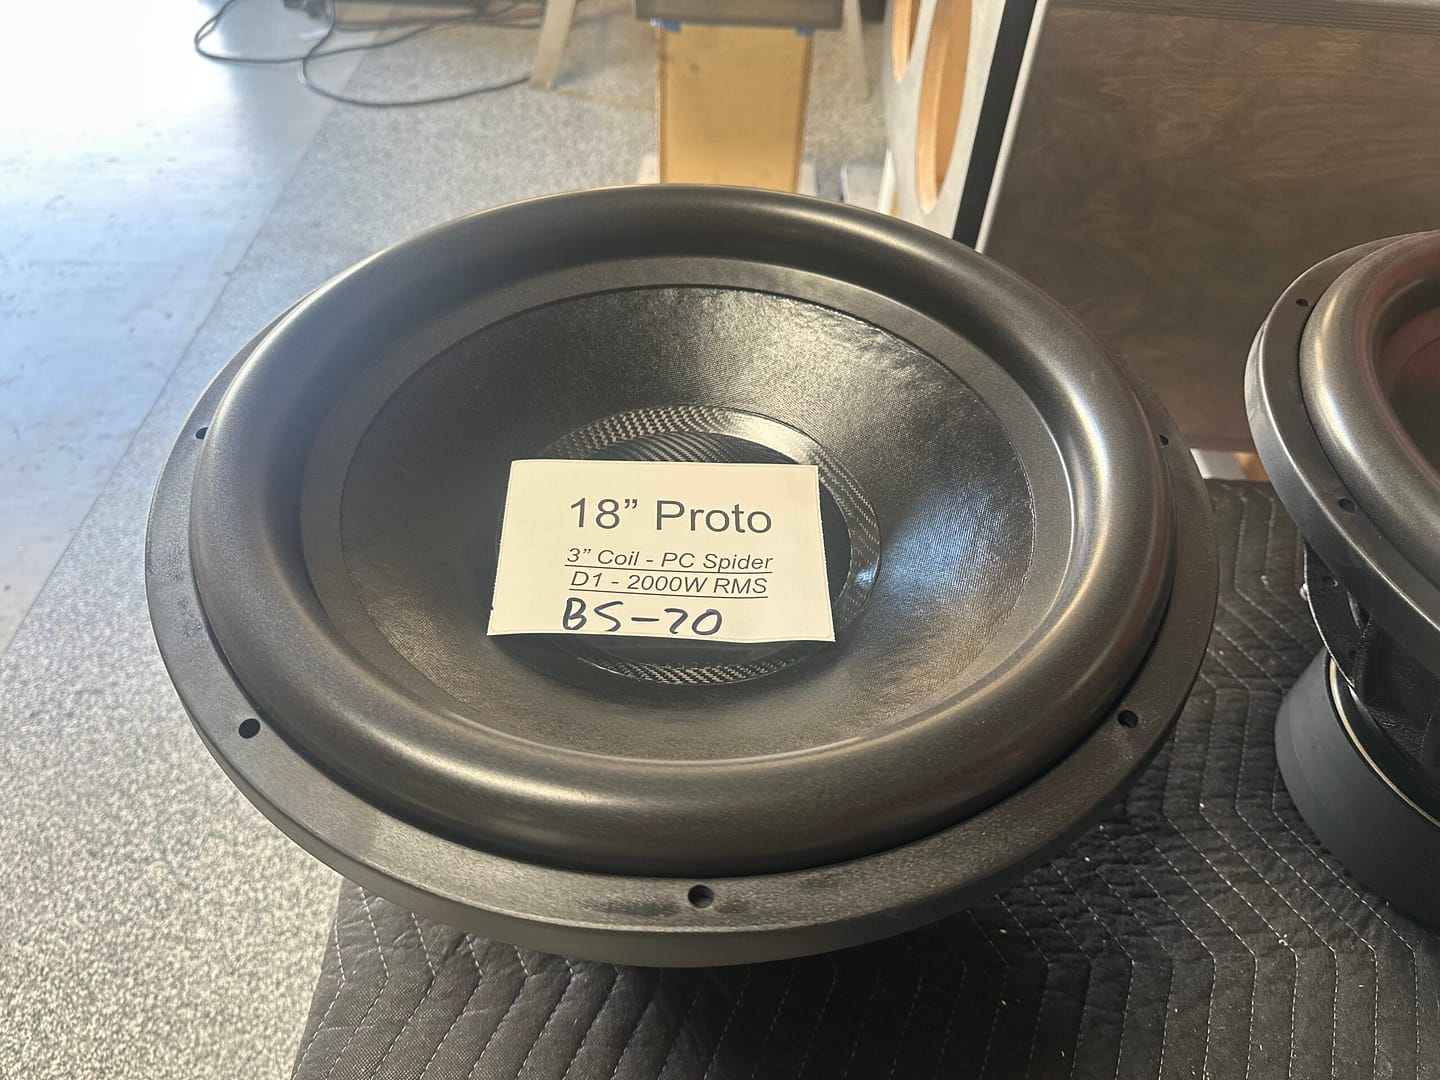 18” Proto
3” Coil - PC Spider
D1 - 2000W RMS
BS-20